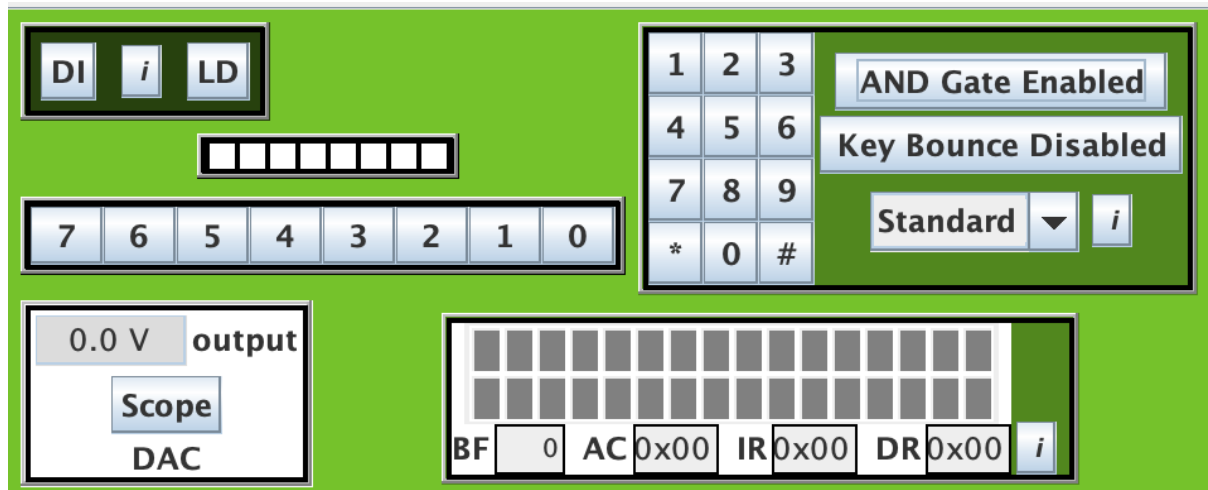 DI i LD
7 6 5 4 3 2 1 0
1 2 3
4 5 6
7 8 9
* 0 #
AND Gate Enabled
Key Bounce Disabled
Standard i
0.0 V output
Scope
DAC
BF 0 AC 0x00 IR 0x00 DR 0x00 i